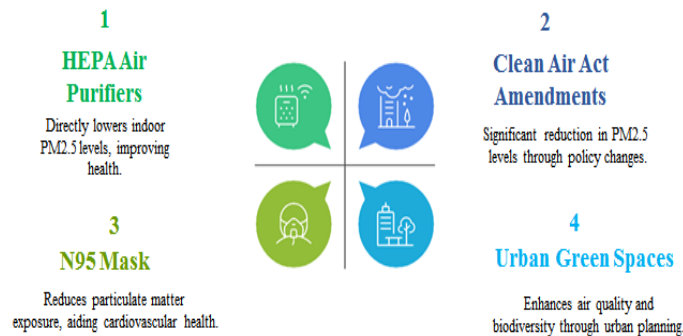 1
HEPA Air
Purifiers
Directly lowers indoor
PM2.5 levels, improving
health.
2
Clean Air Act
Amendments
Significant reduction in PM2.5
levels through policy changes.
3
N95 Mask
Reduces particulate matter
exposure, aiding cardiovascular health.
4
Urban Green Spaces
Enhances air quality and
biodiversity through urban planning.